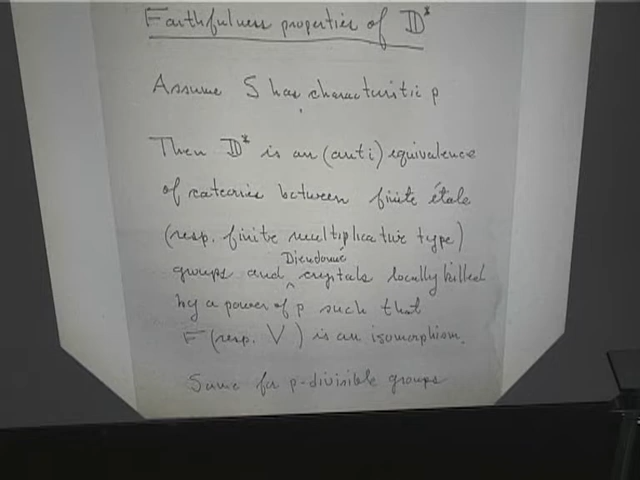 Faithfulness properties of 𝔻*
Assume S has characteristic p
Then 𝔻* is an (anti) equivalence
of categories between finite étale
(resp. finite multiplicative type)
Dieudonné
groups and ^ crystals locally killed
by a power of p such that
F (resp. V) is an isomorphism.
Same for p-divisible groups